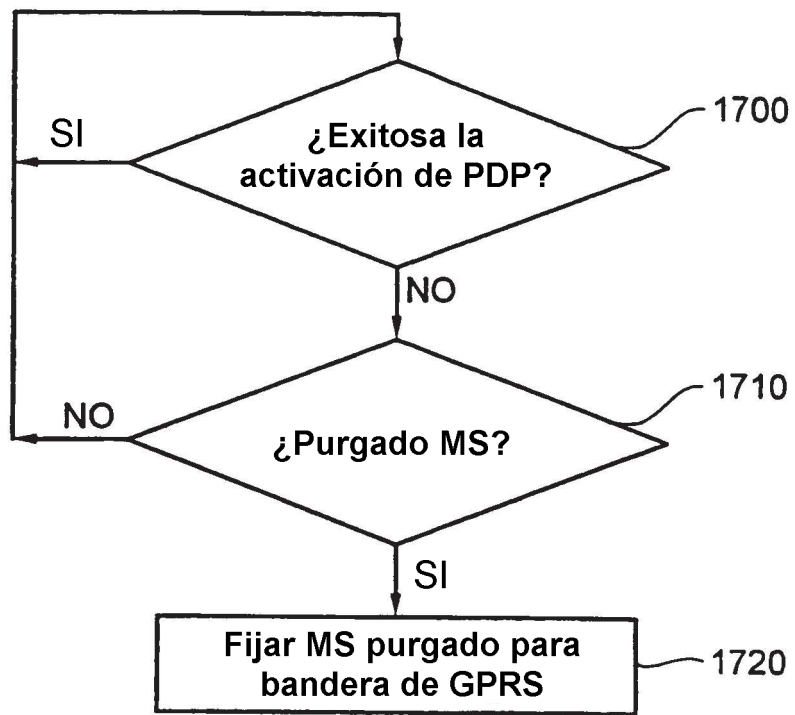 ¿Exitosa la
activación de PDP?
1700
SI
NO
¿Purgado MS?
1710
NO
SI
Fijar MS purgado para
bandera de GPRS
1720